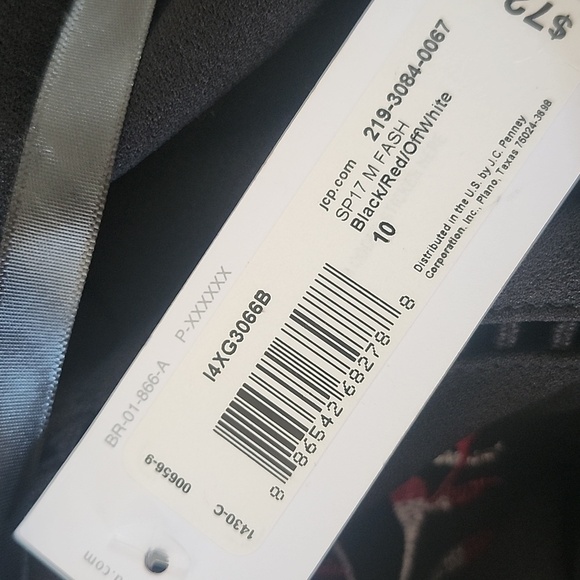 $72
jcp.com 219-3084-0067
SP17 M FASH
Black/Red/OffWhite
10
Distributed in the U.S. by J.C. Penney
Corporation, Inc., Plano, Texas 75024-3698
I4XG3066B
8 86542 68278 8
00656-9
1430-C
BR-01-866-A P-XXXXXX